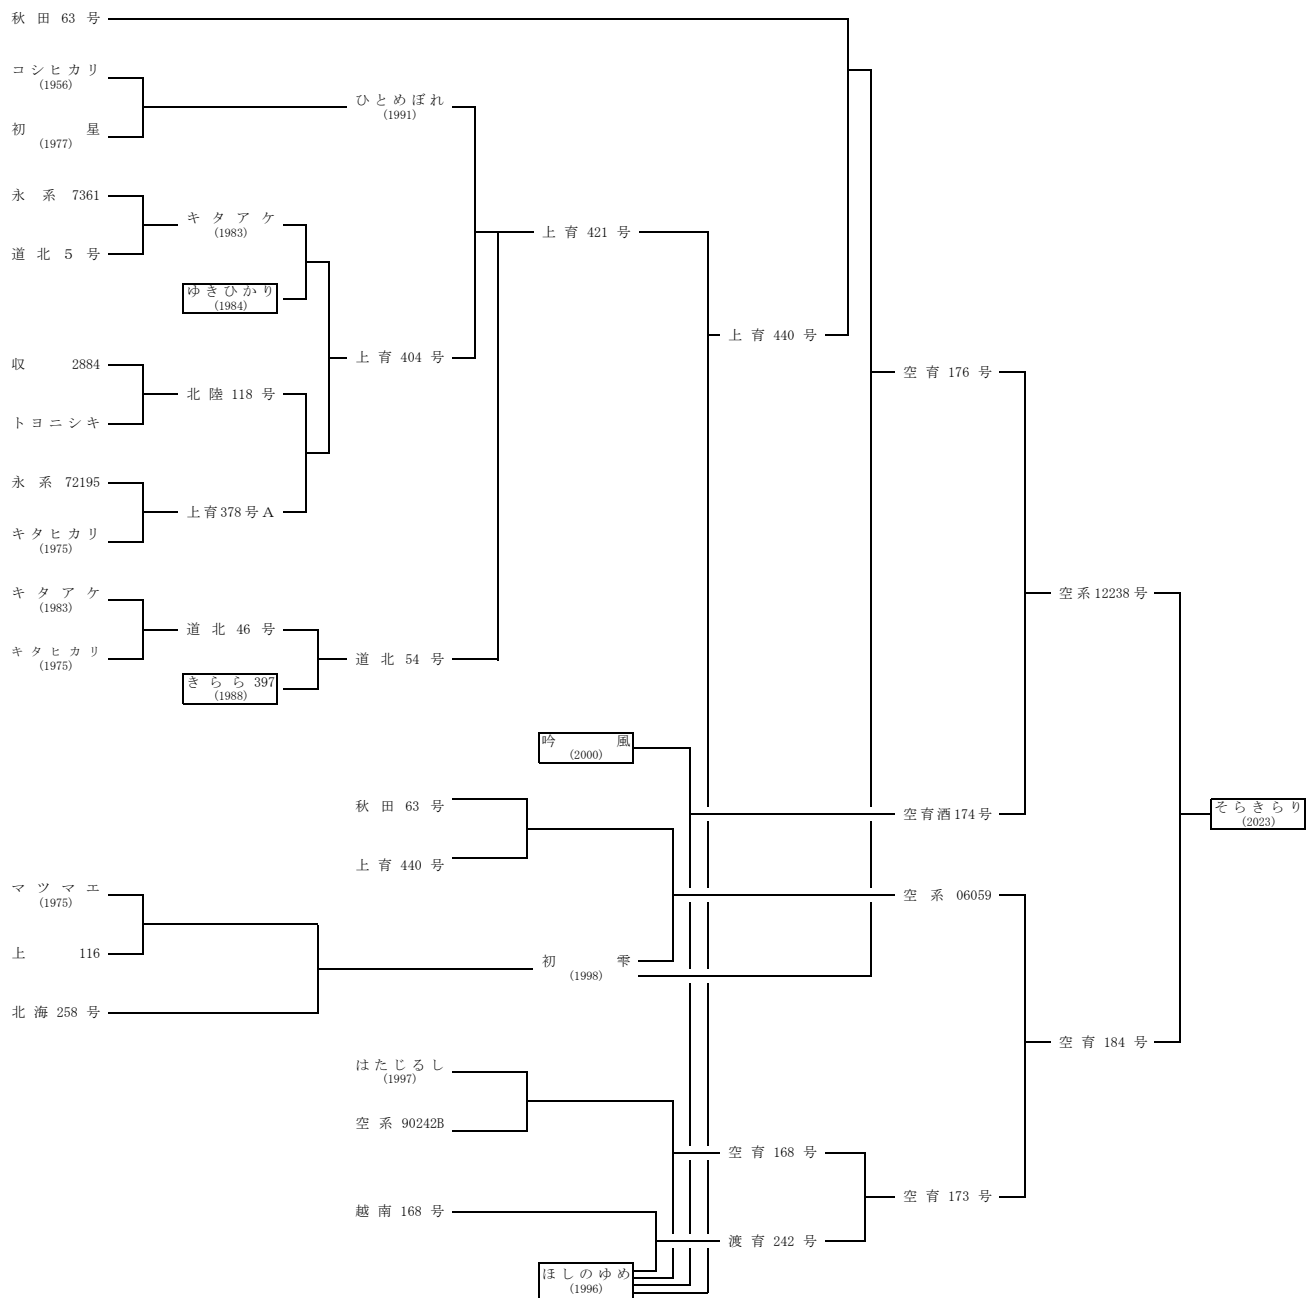 秋田63号
コシヒカリ
(1956)
ひとめぼれ
(1991)
初星
(1977)
永系 7361
キタアケ
(1983)
上育 421 号
道北 5 号
ゆきひかり
(1984)
上育 440 号
上育 404 号
収 2884
空育 176 号
北陸 118 号
トヨニシキ
永系 72195
上育378号A
キタヒカリ
(1975)
キタアケ
(1983)
空系12238号
道北 46 号
キタヒカリ
(1975)
道北 54 号
きらら 397
(1988)
吟風
(2000)
秋田 63 号
空育酒174号
そらきらり
(2023)
上育 440 号
マツマエ
(1975)
空系 06059
上 116
初雫
(1998)
北海 258 号
空育 184 号
はたじるし
(1997)
空系 90242B
空育 168 号
空育 173 号
越南 168 号
渡育 242 号
ほしのゆめ
(1996)